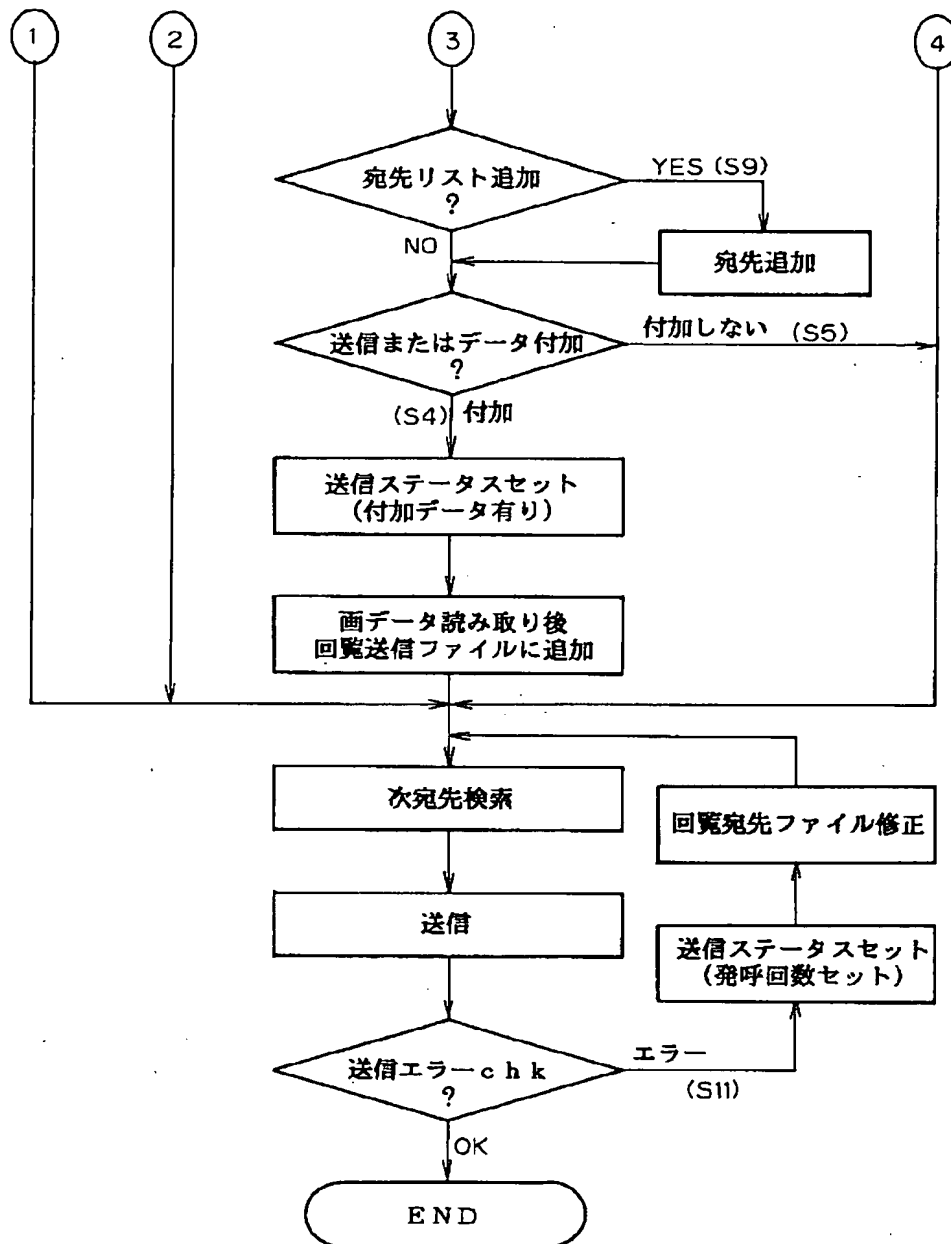 1
2
3
4
宛先リスト追加
?
YES (S9)
NO
宛先追加
送信またはデータ付加
?
付加しない (S5)
(S4) 付加
送信ステータスセット
(付加データ有り)
画データ読み取り後
回覧送信ファイルに追加
次宛先検索
回覧宛先ファイル修正
送信
送信ステータスセット
(発呼回数セット)
送信エラーchk
?
エラー
(S11)
OK
END